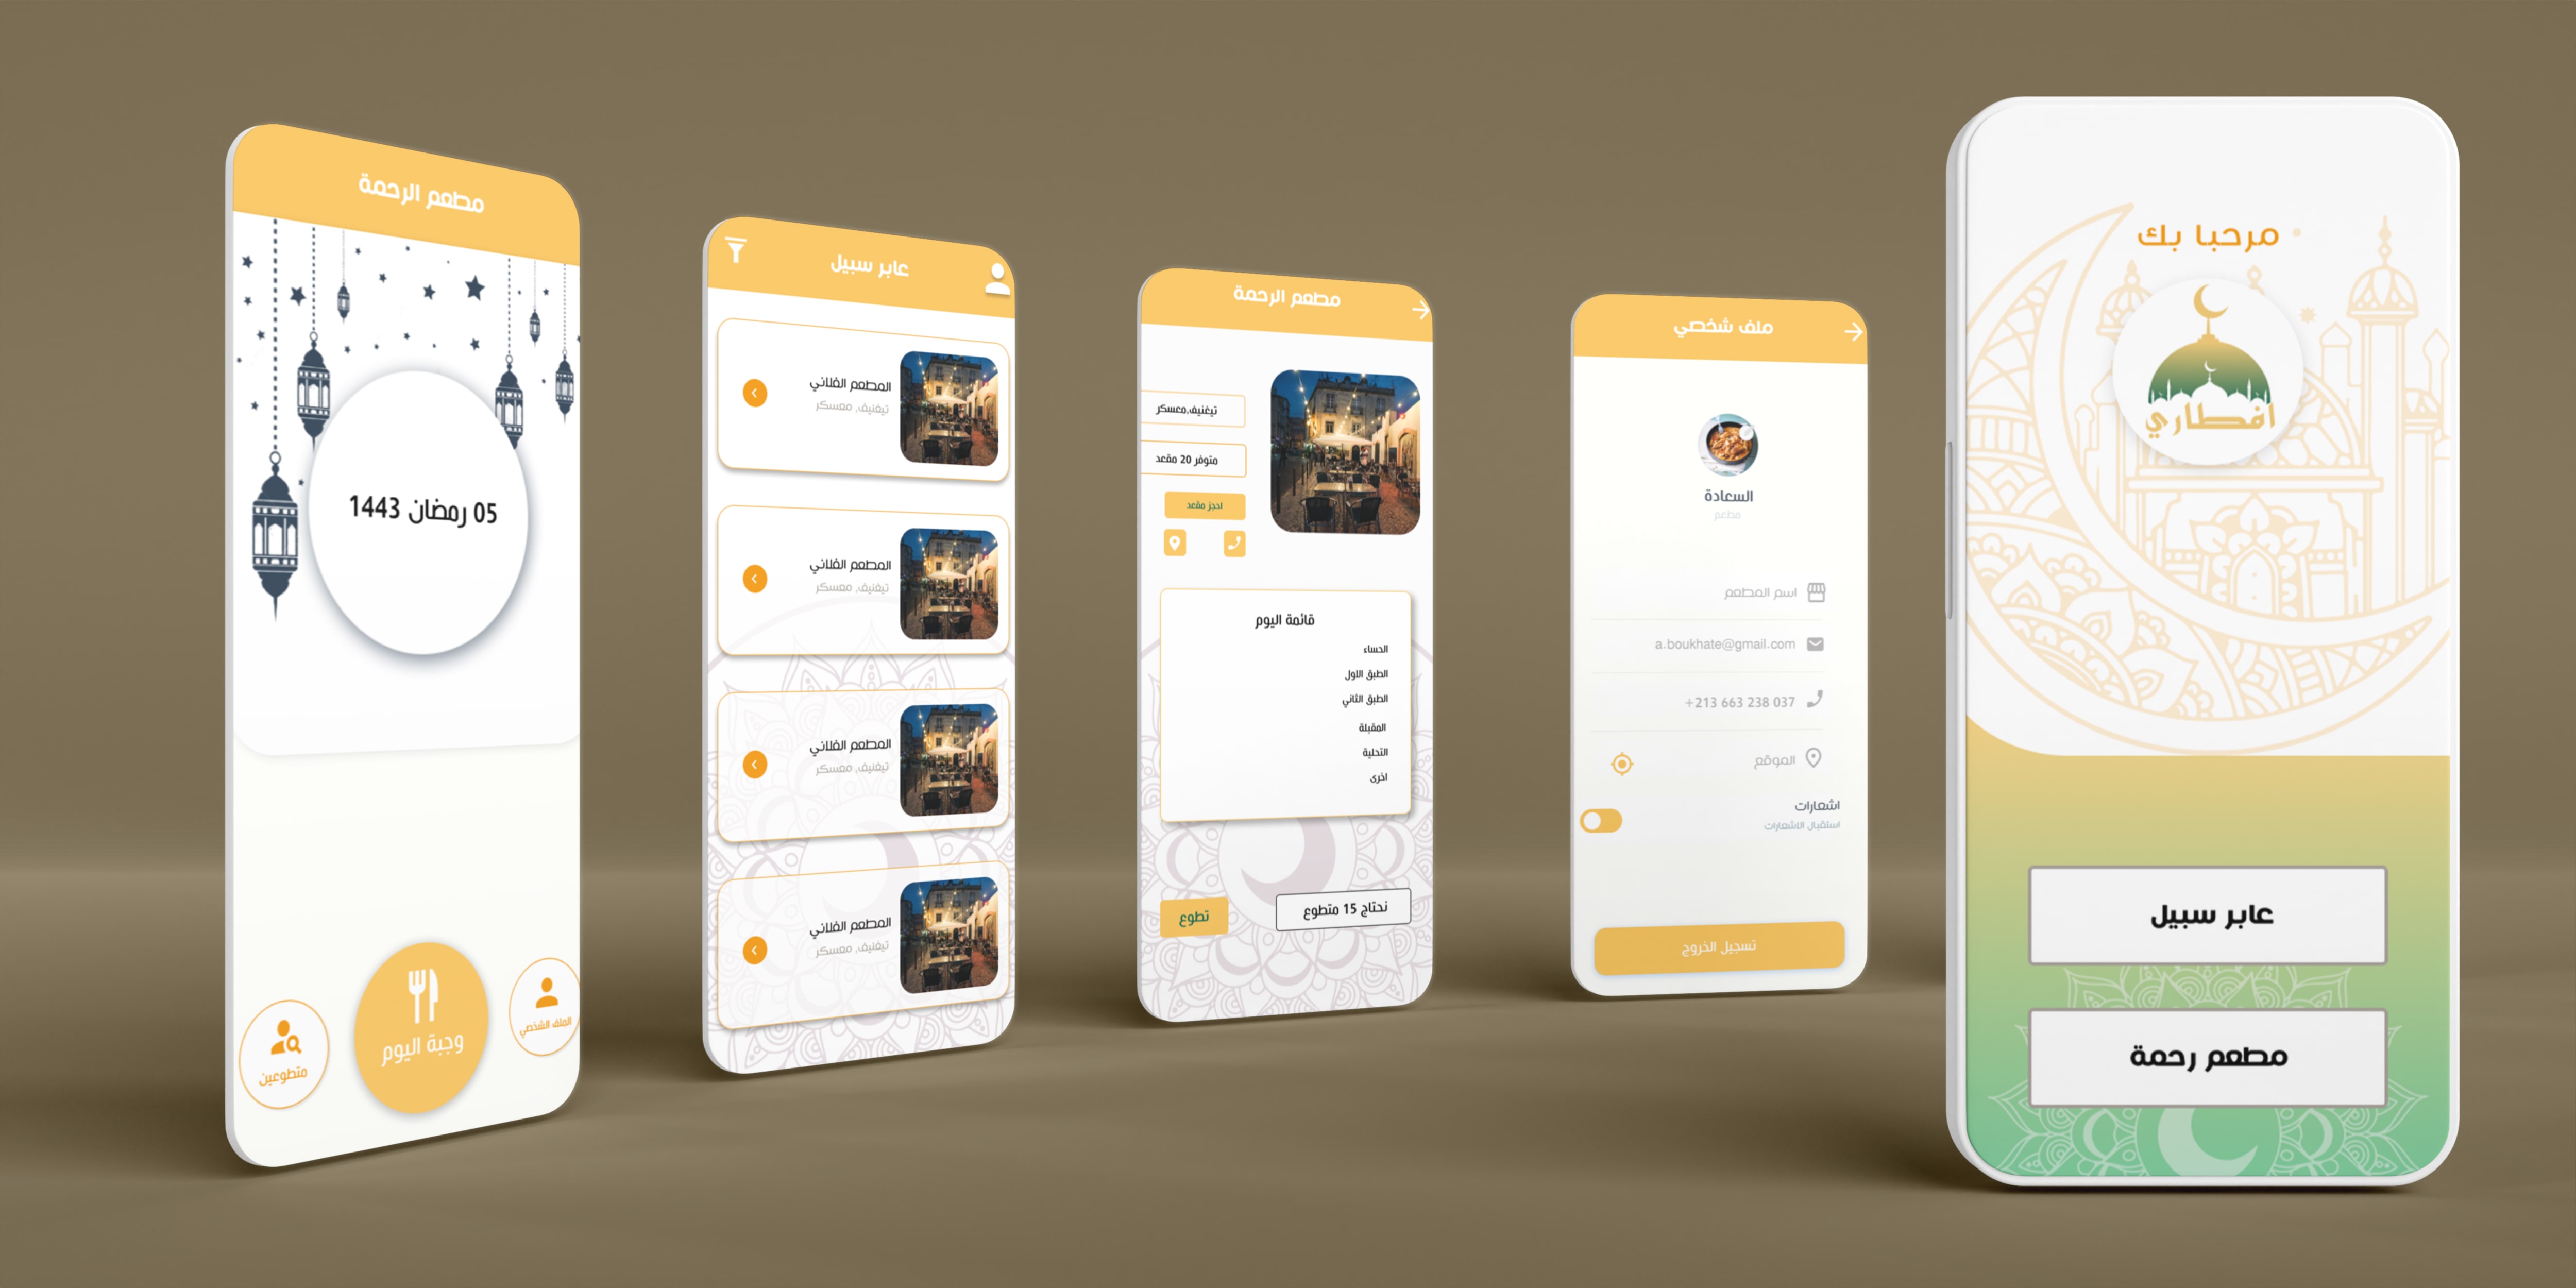 مطعم الرحمة
05 رمضان 1443
متطوعين
وجبة اليوم
الملف الشخصي
عابر سبيل
المطعم الفلاني
تيغنيف, معسكر
المطعم الفلاني
تيغنيف, معسكر
المطعم الفلاني
تيغنيف, معسكر
المطعم الفلاني
تيغنيف, معسكر
مطعم الرحمة
تيغنيف,معسكر
متوفر 20 مقعد
احجز مقعد
قائمة اليوم
الحساء
الطبق الاول
الطبق الثاني
المقبلة
التحلية
اخرى
نحتاج 15 متطوع
تطوع
ملف شخصي
السعادة
مطعم
اسم المطعم
a.boukhate@gmail.com
+213 663 238 037
الموقع
اشعارات
استقبال الاشعارات
تسجيل الخروج
مرحبا بك
افطاري
عابر سبيل
مطعم رحمة